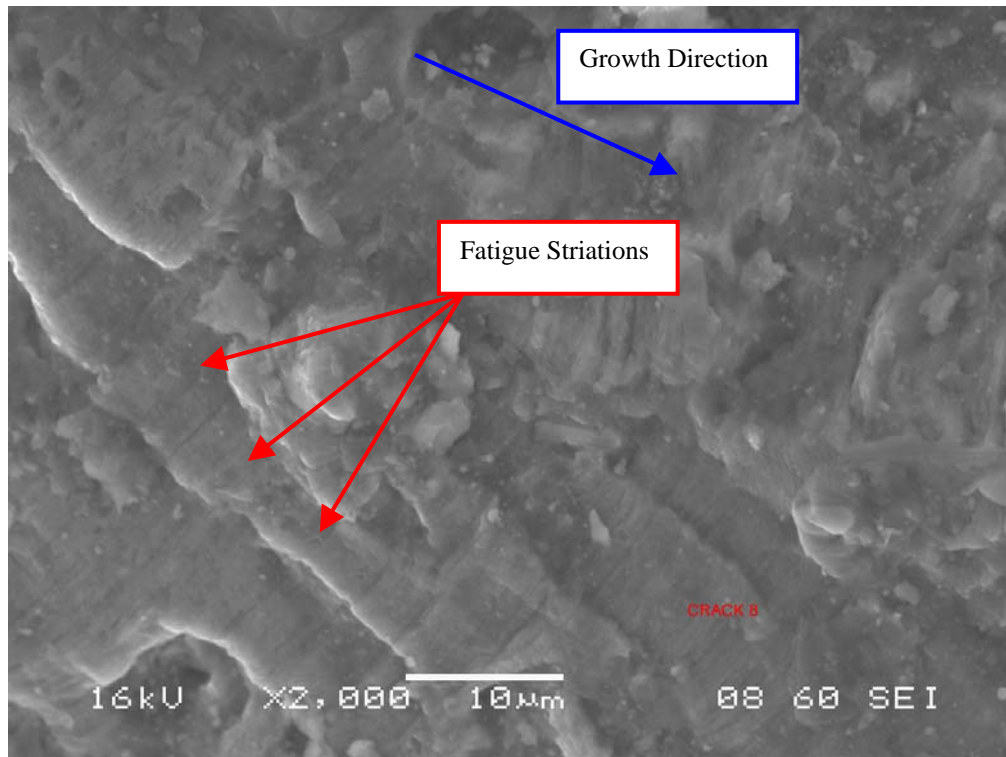 Growth Direction
Fatigue Striations
CRACK 8
16kV X2,000 10μm 08 60 SEI